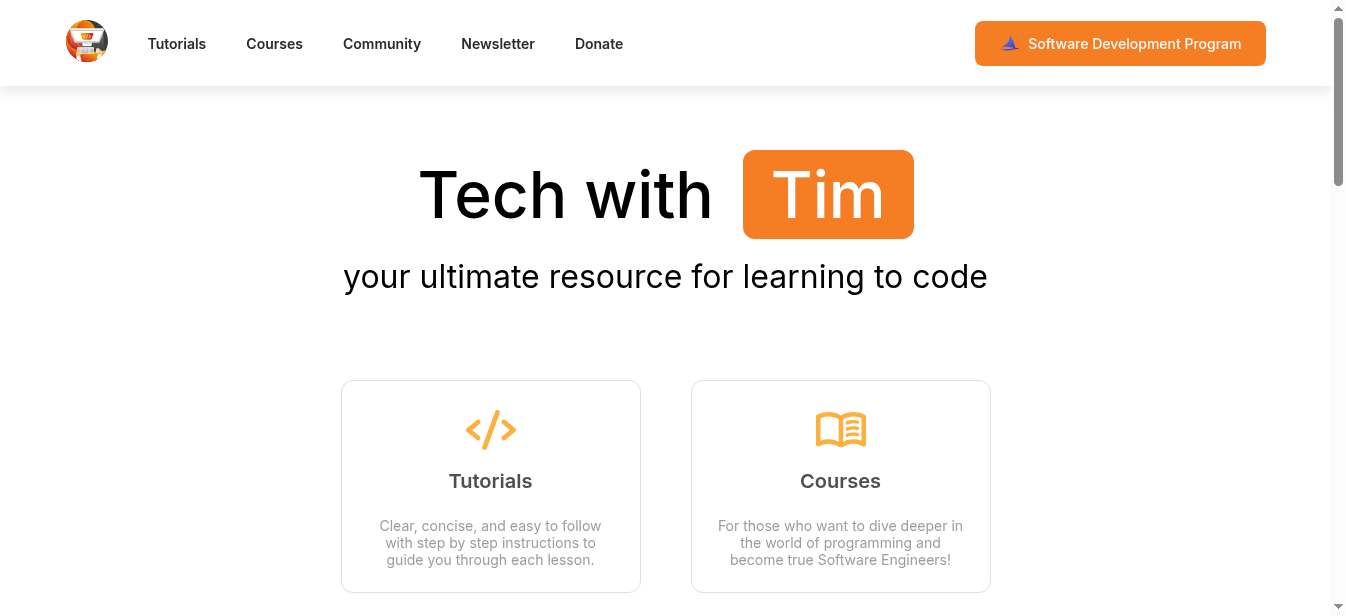 Tutorials
Courses
Community
Newsletter
Donate
Software Development Program
Tech with Tim
your ultimate resource for learning to code
Tutorials
Clear, concise, and easy to follow
with step by step instructions to
guide you through each lesson.
Courses
For those who want to dive deeper in
the world of programming and
become true Software Engineers!